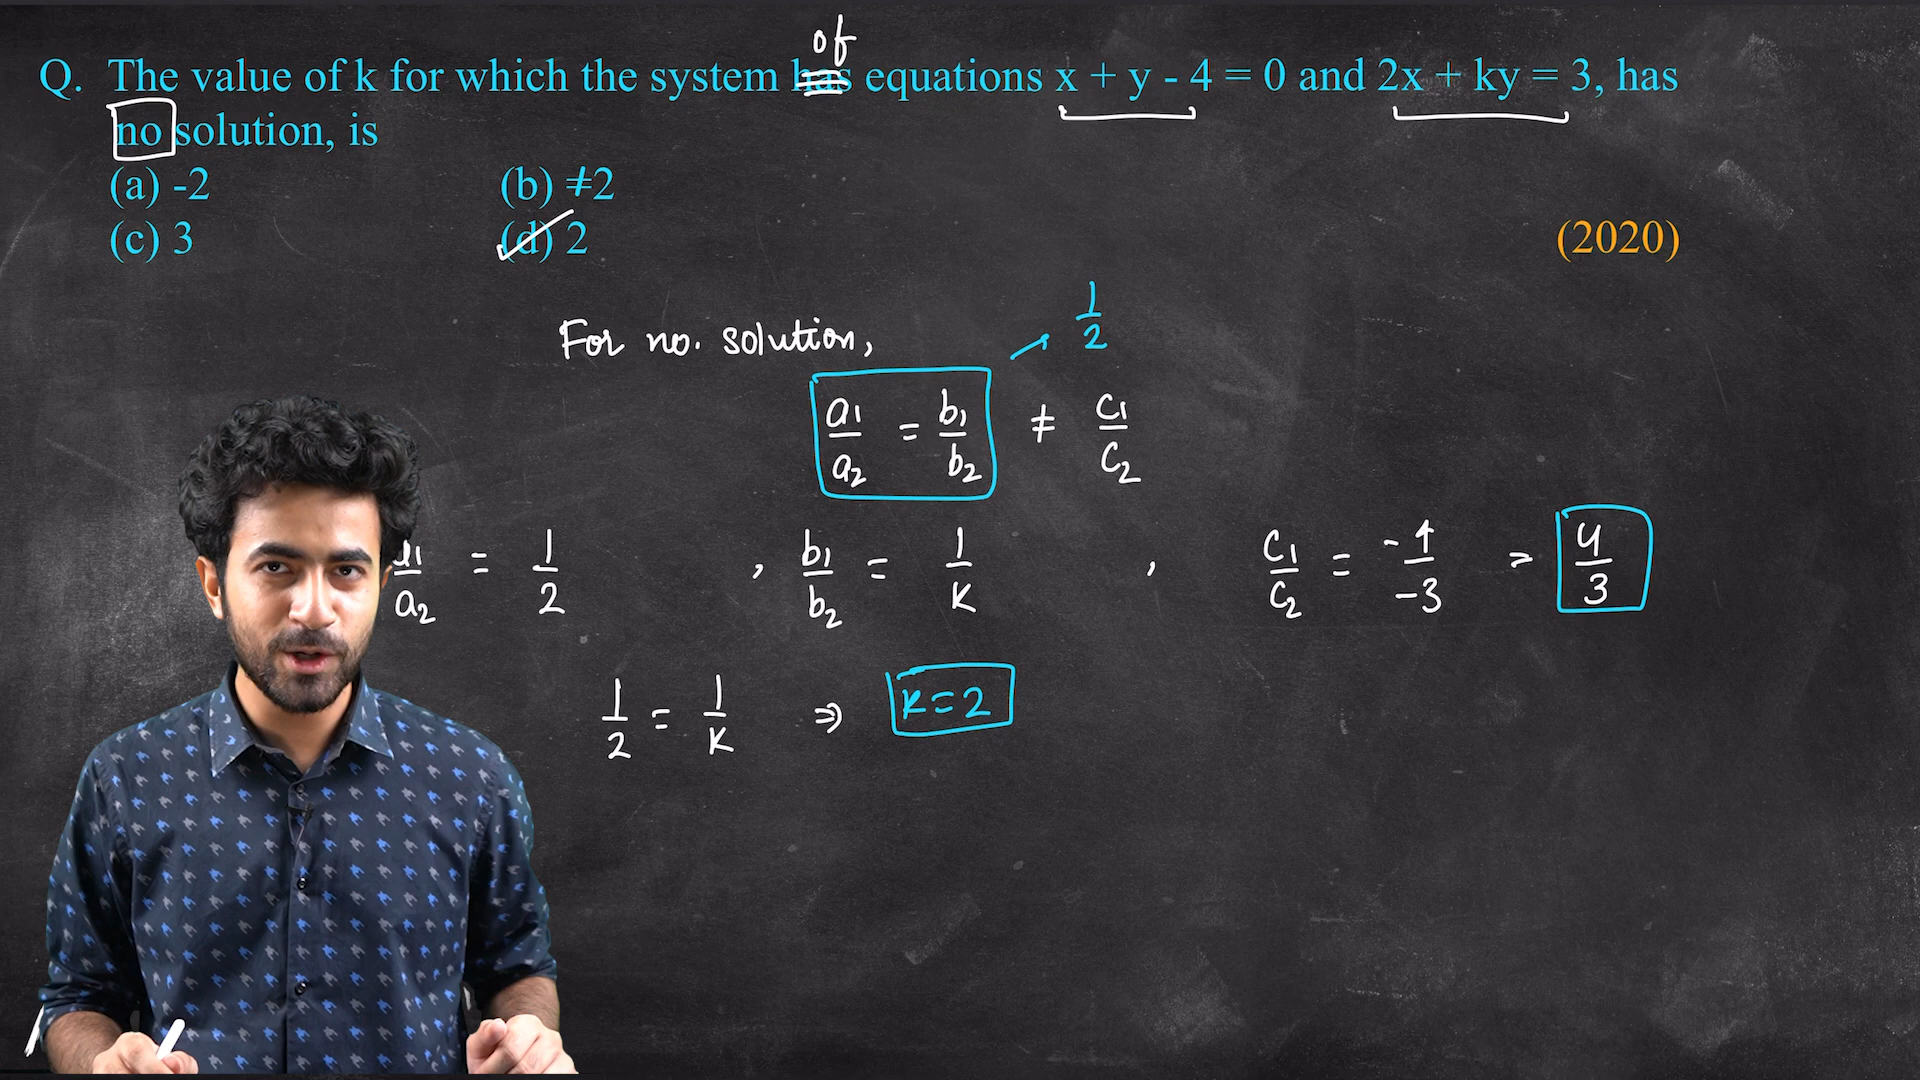 of
Q. The value of k for which the system has equations x + y - 4 = 0 and 2x + ky = 3, has
no solution, is
(a) -2 (b) ≠2
(c) 3 (d) 2 (2020)
For no. solution, 1/2
a1/a2 = b1/b2 ≠ c1/c2
a1/a2 = 1/2 , b1/b2 = 1/K , C1/C2 = -4/-3 = 4/3
1/2 = 1/K ⇒ K=2